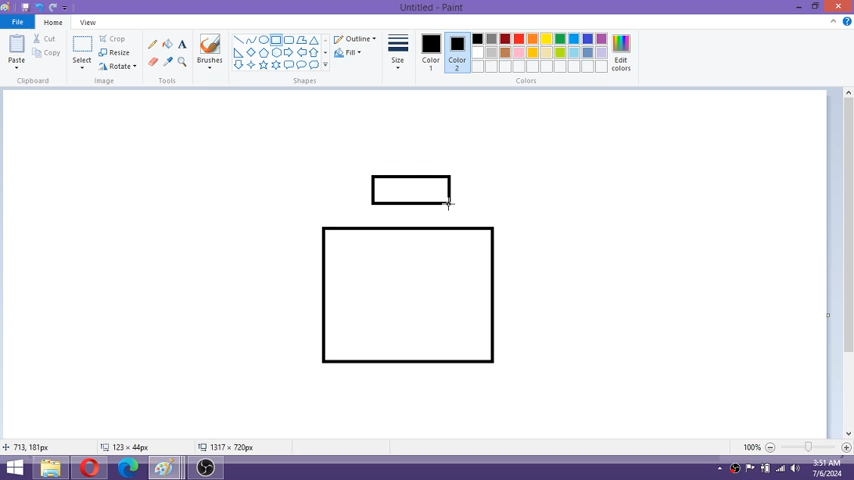 Untitled - Paint
File Home View
Paste
Cut
Copy
Clipboard
Select
Crop
Resize
Rotate
Image
A
Tools
Brushes
Outline
Fill
Shapes
Size
Color 1
Color 2
Edit colors
Colors
713, 181px 123 × 44px 1317 × 720px 100%
3:51 AM
7/6/2024